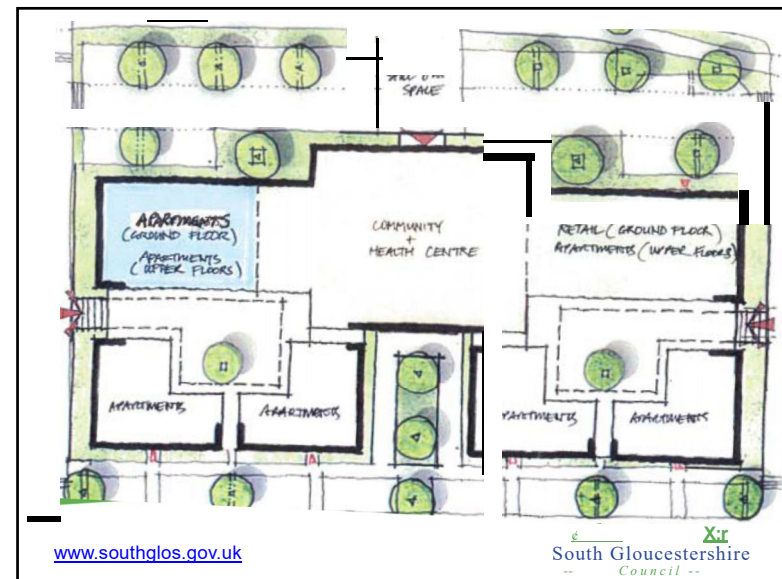 SPACE
APARTMENTS
(GROUND FLOOR)
APARTMENTS
(UPPER FLOORS)
COMMUNITY
+
HEALTH CENTRE
RETAIL (GROUND FLOOR)
APARTMENTS (UPPER FLOORS)
APARTMENTS
APARTMENTS
APARTMENTS
APARTMENTS
www.southglos.gov.uk
¢
X:r
South Gloucestershire
-- Council --